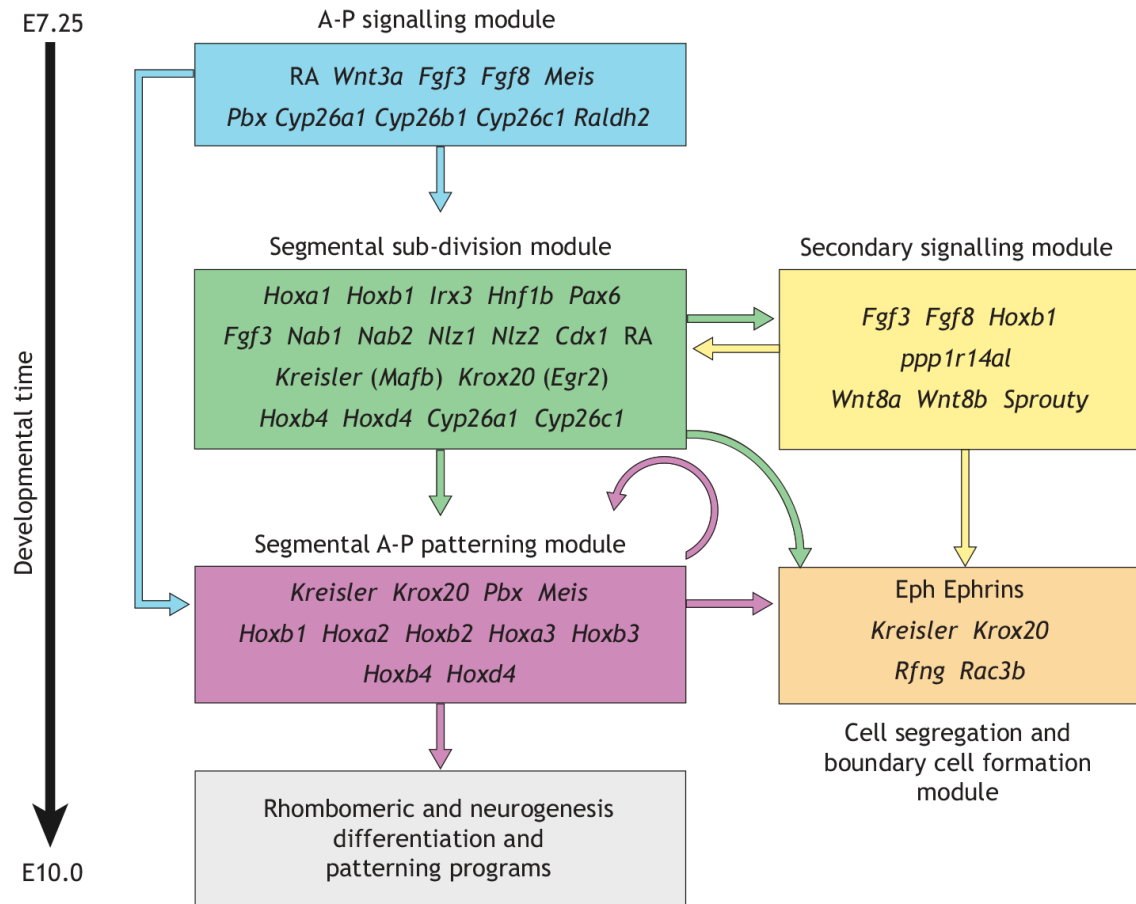 E7.25
A-P signalling module
RA Wnt3a Fgf3 Fgf8 Meis
Pbx Cyp26a1 Cyp26b1 Cyp26c1 Raldh2
Segmental sub-division module
Hoxa1 Hoxb1 Irx3 Hnf1b Pax6
Fgf3 Nab1 Nab2 Nlz1 Nlz2 Cdx1 RA
Kreisler (Mafb) Krox20 (Egr2)
Hoxb4 Hoxd4 Cyp26a1 Cyp26c1
Secondary signalling module
Fgf3 Fgf8 Hoxb1
ppp1r14al
Wnt8a Wnt8b Sprouty
Developmental time
Segmental A-P patterning module
Kreisler Krox20 Pbx Meis
Hoxb1 Hoxa2 Hoxb2 Hoxa3 Hoxb3
Hoxb4 Hoxd4
Eph Ephrins
Kreisler Krox20
Rfng Rac3b
Cell segregation and
boundary cell formation
module
Rhombomeric and neurogenesis
differentiation and
patterning programs
E10.0